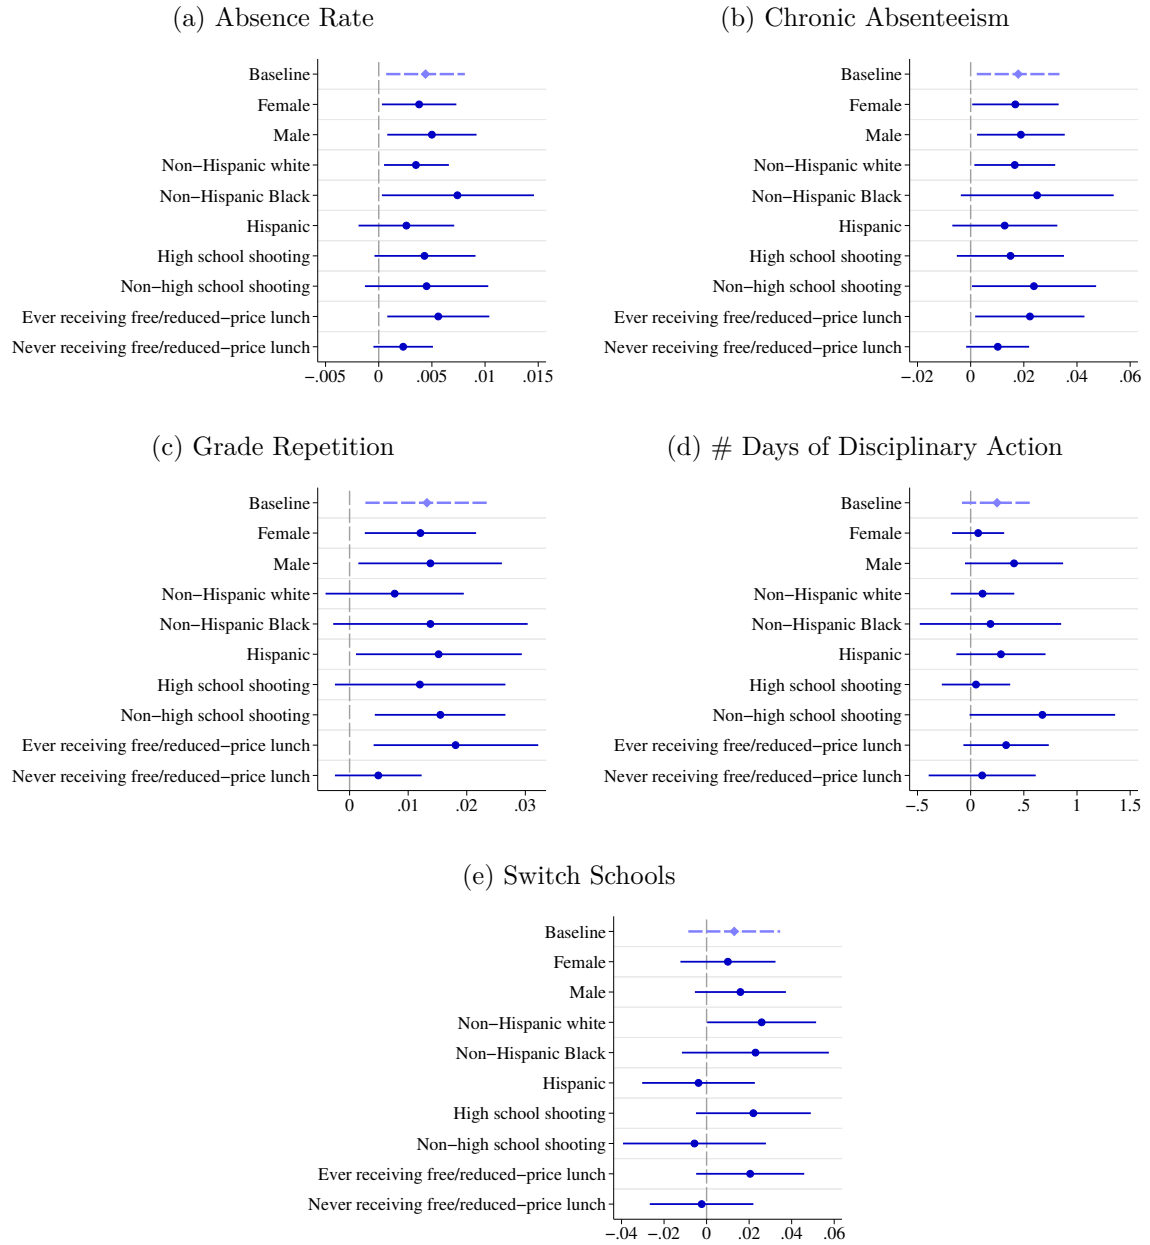 (a) Absence Rate
Baseline
Female
Male
Non−Hispanic white
Non−Hispanic Black
Hispanic
High school shooting
Non−high school shooting
Ever receiving free/reduced−price lunch
Never receiving free/reduced−price lunch
−.005 0 .005 .01 .015
(b) Chronic Absenteeism
Baseline
Female
Male
Non−Hispanic white
Non−Hispanic Black
Hispanic
High school shooting
Non−high school shooting
Ever receiving free/reduced−price lunch
Never receiving free/reduced−price lunch
−.02 0 .02 .04 .06
(c) Grade Repetition
Baseline
Female
Male
Non−Hispanic white
Non−Hispanic Black
Hispanic
High school shooting
Non−high school shooting
Ever receiving free/reduced−price lunch
Never receiving free/reduced−price lunch
0 .01 .02 .03
(d) # Days of Disciplinary Action
Baseline
Female
Male
Non−Hispanic white
Non−Hispanic Black
Hispanic
High school shooting
Non−high school shooting
Ever receiving free/reduced−price lunch
Never receiving free/reduced−price lunch
−.5 0 .5 1 1.5
(e) Switch Schools
Baseline
Female
Male
Non−Hispanic white
Non−Hispanic Black
Hispanic
High school shooting
Non−high school shooting
Ever receiving free/reduced−price lunch
Never receiving free/reduced−price lunch
−.04 −.02 0 .02 .04 .06